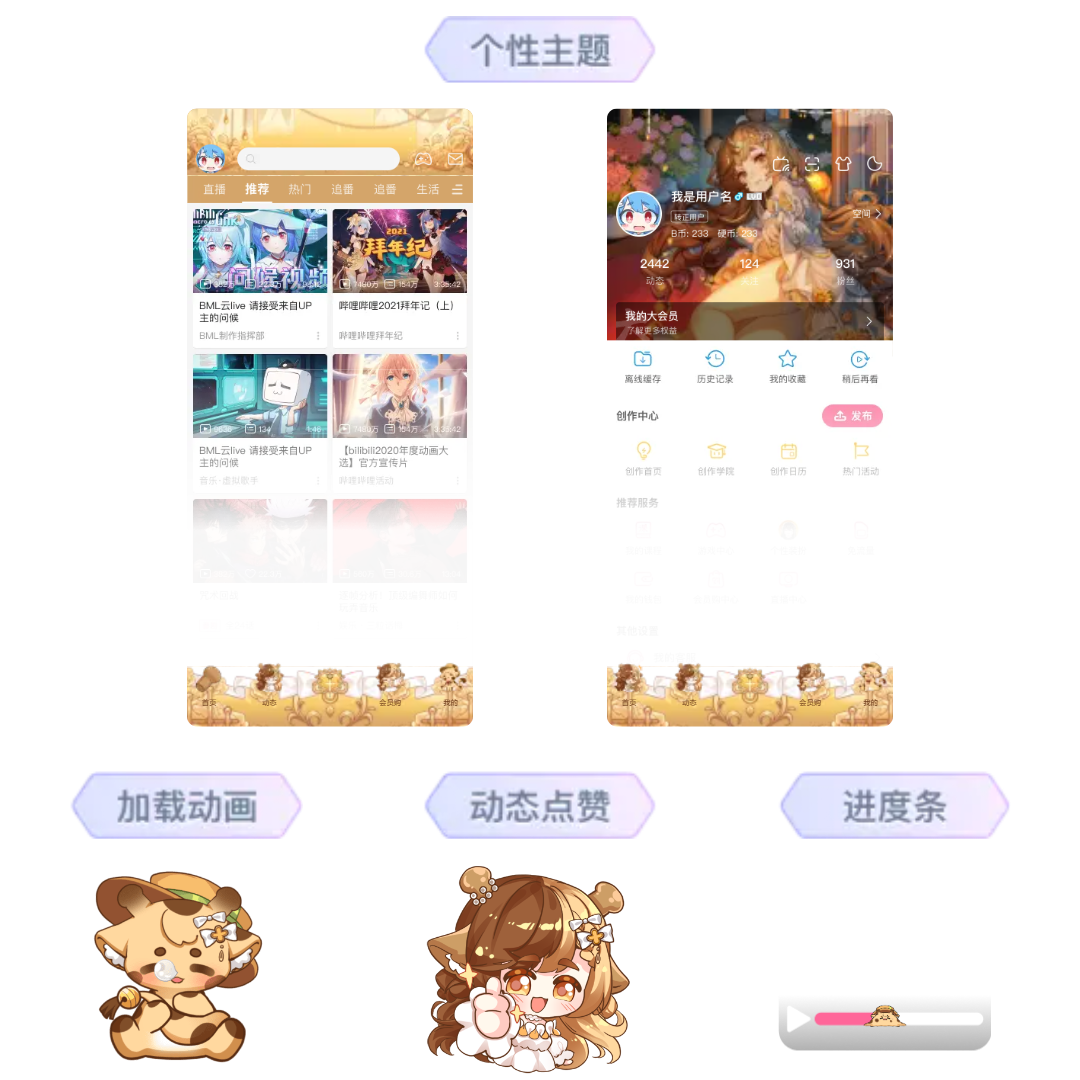 个性主题
直播 推荐 热门 追番 追番 生活
2021
拜年纪
问候视频
7480万 154万 3:39:42
BML云live 请接受来自UP
主的问候
BML制作指挥部
哔哩哔哩2021拜年记（上）
哔哩哔哩拜年纪
9836 134
7480万 154万 3:39:42
BML云live 请接受来自UP
主的问候
音乐·虚拟歌手
【bilibili2020年度动画大
选】官方宣传片
哔哩哔哩活动
首页 动态 会员购 我的
我是用户名
转正用户
B币: 233 硬币: 233
空间
2442 124 931
动态 关注 粉丝
我的大会员
了解更多权益
离线缓存 历史记录 我的收藏 稍后再看
创作中心 发布
创作首页 创作学院 创作日历 热门活动
推荐服务
首页 动态 会员购 我的
加载动画 动态点赞 进度条